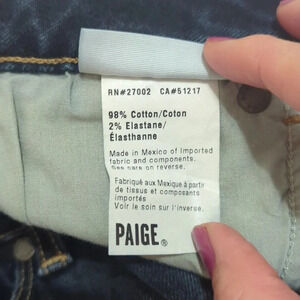 RN#27002 CA#51217
98% Cotton/Coton
2% Elastane/
Élasthanne
Made in Mexico of imported
fabric and components.
See care on reverse.
Fabriqué aux Mexique à partir
de tissus et composants
importés
Voir le soin sur l'inverse.
PAIGE®